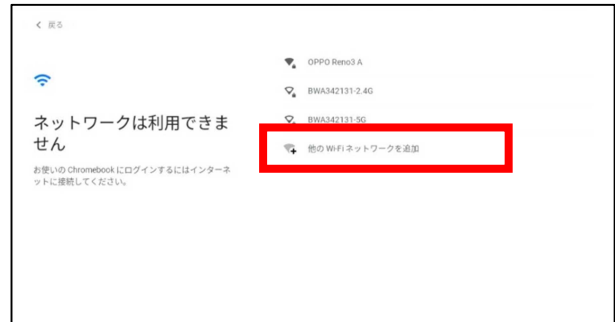 戻る
OPPO Reno3 A
BWA342131-2.4G
BWA342131-5G
他の Wi-Fi ネットワークを追加
ネットワークは利用できま
せん
お使いの Chromebook にログインするにはインターネ
ットに接続してください。